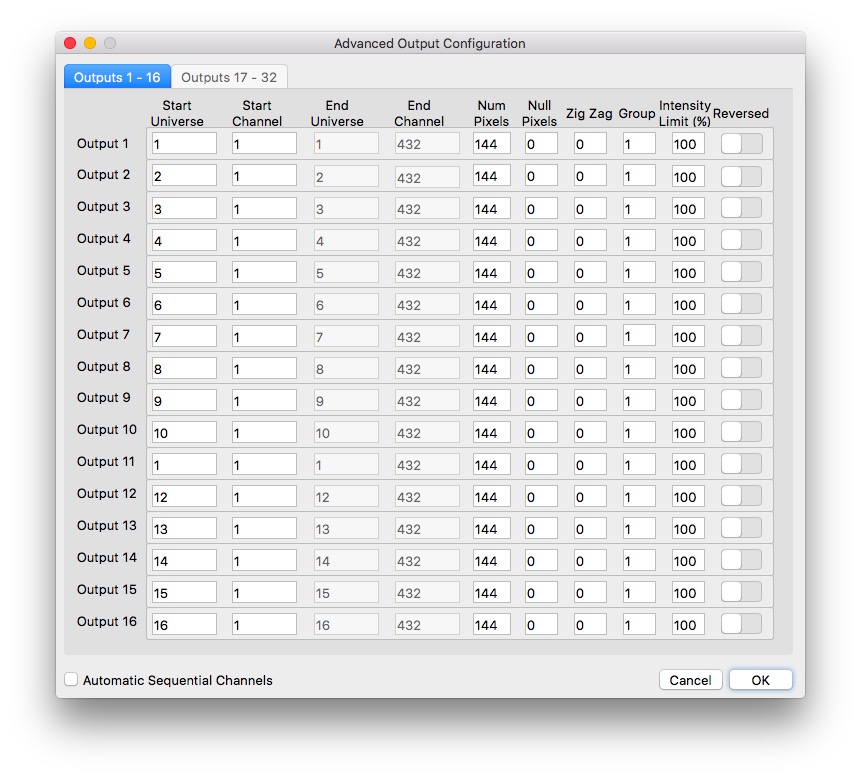 Advanced Output Configuration
Outputs 1 - 16 Outputs 17 - 32
Start Universe Start Channel End Universe End Channel Num Pixels Null Pixels Zig Zag Group Intensity Limit (%) Reversed
Output 1 1 1 1 432 144 0 0 1 100
Output 2 2 1 2 432 144 0 0 1 100
Output 3 3 1 3 432 144 0 0 1 100
Output 4 4 1 4 432 144 0 0 1 100
Output 5 5 1 5 432 144 0 0 1 100
Output 6 6 1 6 432 144 0 0 1 100
Output 7 7 1 7 432 144 0 0 1 100
Output 8 8 1 8 432 144 0 0 1 100
Output 9 9 1 9 432 144 0 0 1 100
Output 10 10 1 10 432 144 0 0 1 100
Output 11 1 1 1 432 144 0 0 1 100
Output 12 12 1 12 432 144 0 0 1 100
Output 13 13 1 13 432 144 0 0 1 100
Output 14 14 1 14 432 144 0 0 1 100
Output 15 15 1 15 432 144 0 0 1 100
Output 16 16 1 16 432 144 0 0 1 100
Automatic Sequential Channels Cancel OK